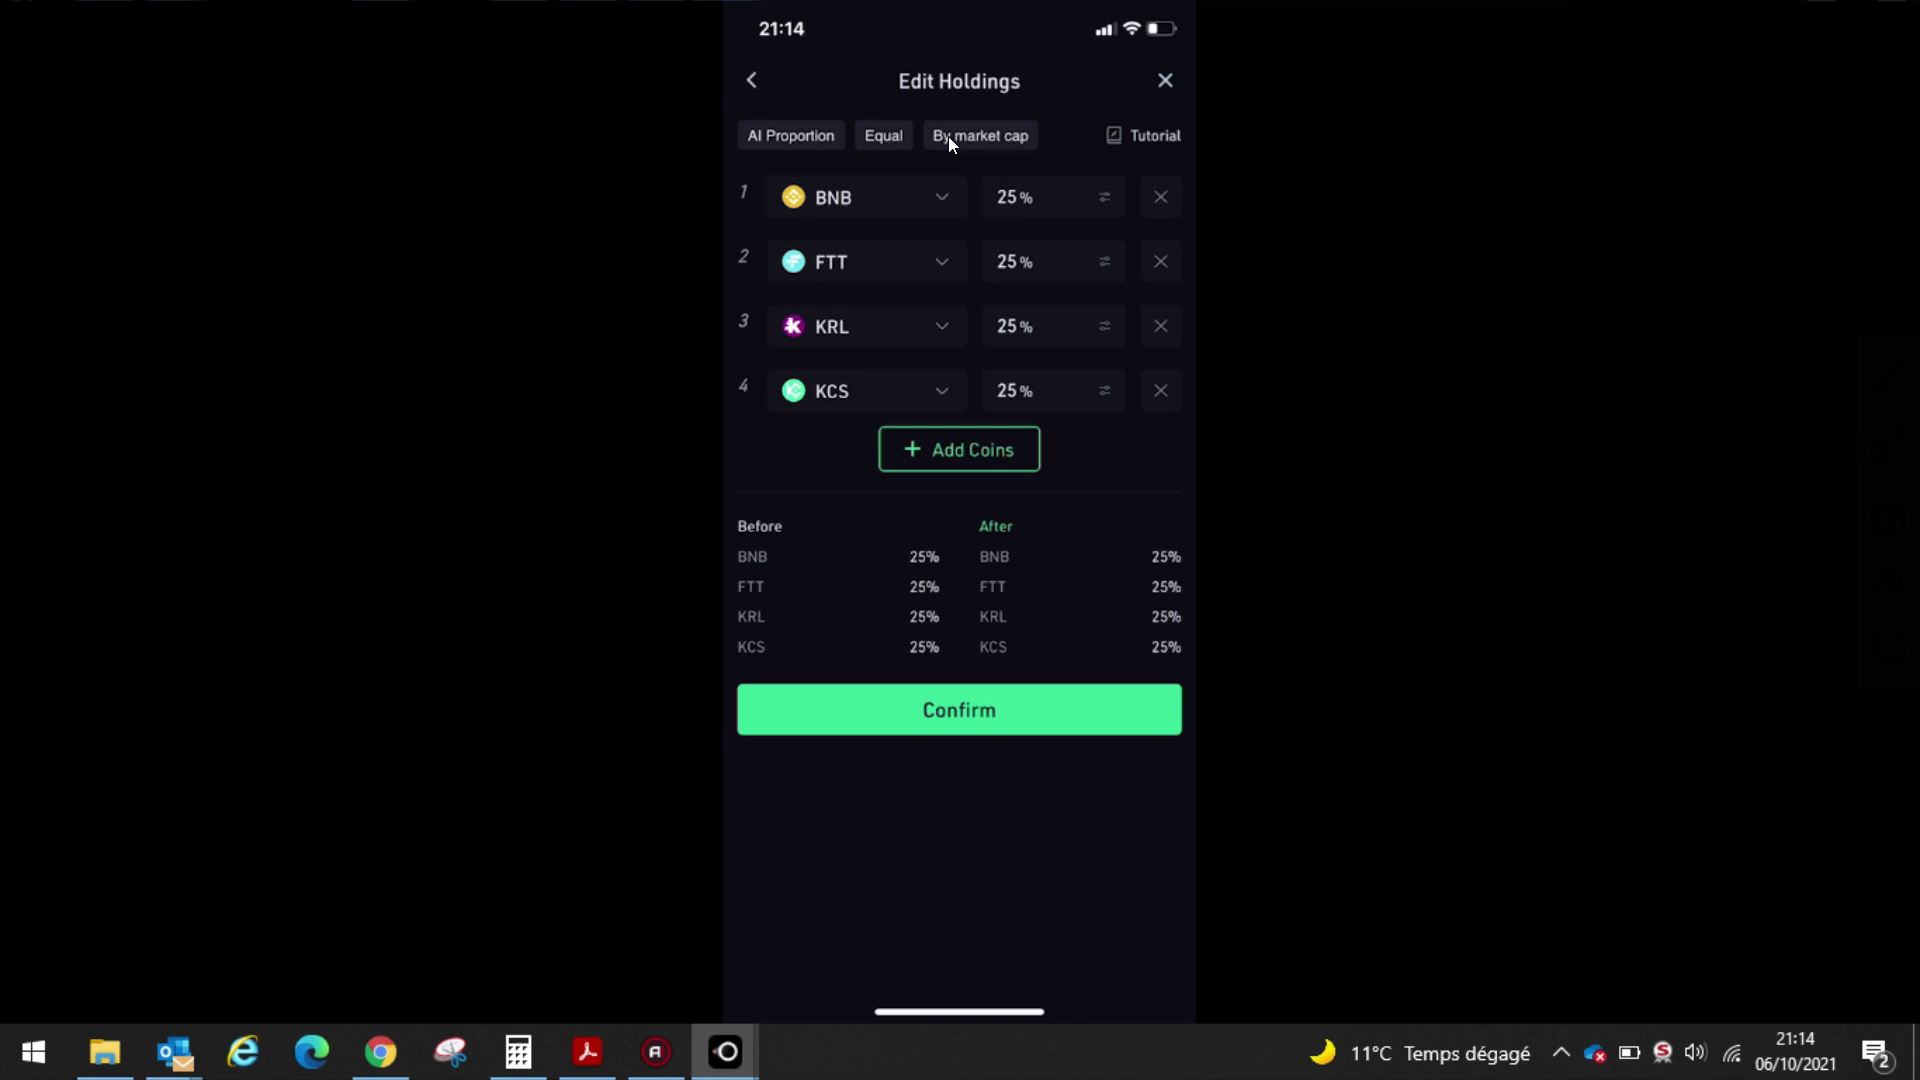 21:14
Edit Holdings
AI Proportion Equal By market cap Tutorial
1 BNB 25 %
2 FTT 25 %
3 KRL 25 %
4 KCS 25 %
+ Add Coins
Before After
BNB 25% BNB 25%
FTT 25% FTT 25%
KRL 25% KRL 25%
KCS 25% KCS 25%
Confirm
11°C Temps dégagé
21:14
06/10/2021
2